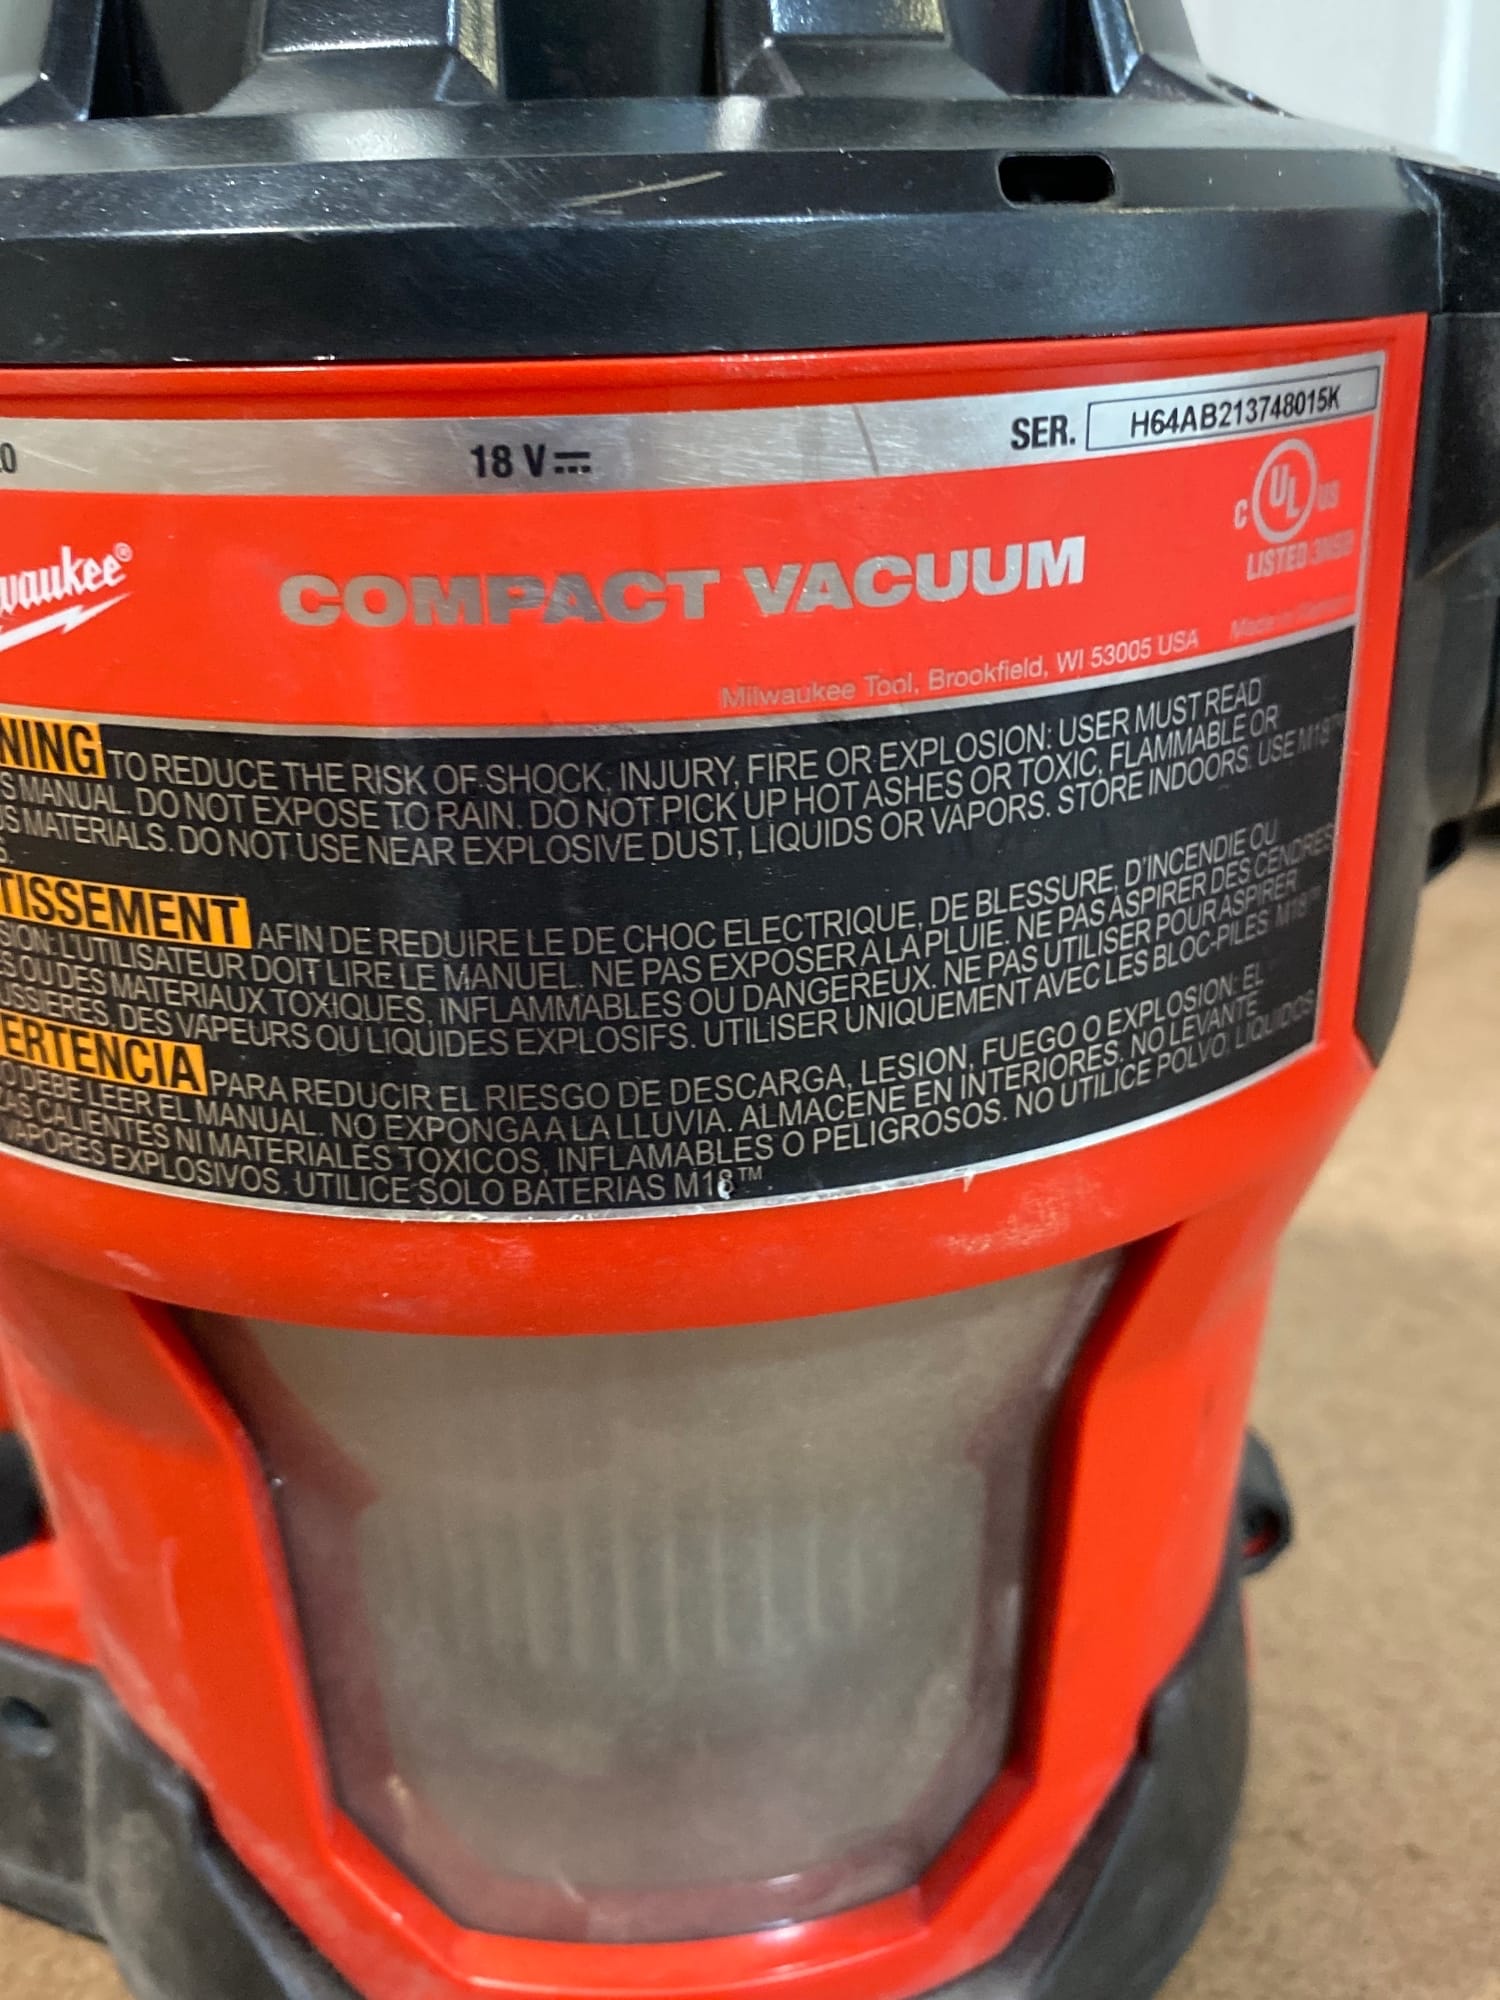 18 V
SER. H64AB213748015K
C UL US
LISTED
COMPACT VACUUM
Milwaukee Tool, Brookfield, WI 53005 USA Made in
TO REDUCE THE RISK OF SHOCK, INJURY, FIRE OR EXPLOSION: USER MUST READ
MANUAL. DO NOT EXPOSE TO RAIN. DO NOT PICK UP HOT ASHES OR TOXIC, FLAMMABLE OR
MATERIALS. DO NOT USE NEAR EXPLOSIVE DUST, LIQUIDS OR VAPORS. STORE INDOORS. USE M18™
AFIN DE REDUIRE LE DE CHOC ELECTRIQUE, DE BLESSURE, D'INCENDIE OU
L'UTILISATEUR DOIT LIRE LE MANUEL. NE PAS EXPOSER A LA PLUIE. NE PAS ASPIRER DES CENDRES
OU DES MATERIAUX TOXIQUES, INFLAMMABLES OU DANGEREUX. NE PAS UTILISER POUR ASPIRER
DES VAPEURS OU LIQUIDES EXPLOSIFS. UTILISER UNIQUEMENT AVEC LES BLOC-PILES M18™
PARA REDUCIR EL RIESGO DE DESCARGA, LESION, FUEGO O EXPLOSION: EL
DEBE LEER EL MANUAL. NO EXPONGA A LA LLUVIA. ALMACENE EN INTERIORES. NO LEVANTE
CALIENTES NI MATERIALES TOXICOS, INFLAMABLES O PELIGROSOS. NO UTILICE POLVO, LIQUIDOS
VAPORES EXPLOSIVOS. UTILICE SOLO BATERIAS M18™.